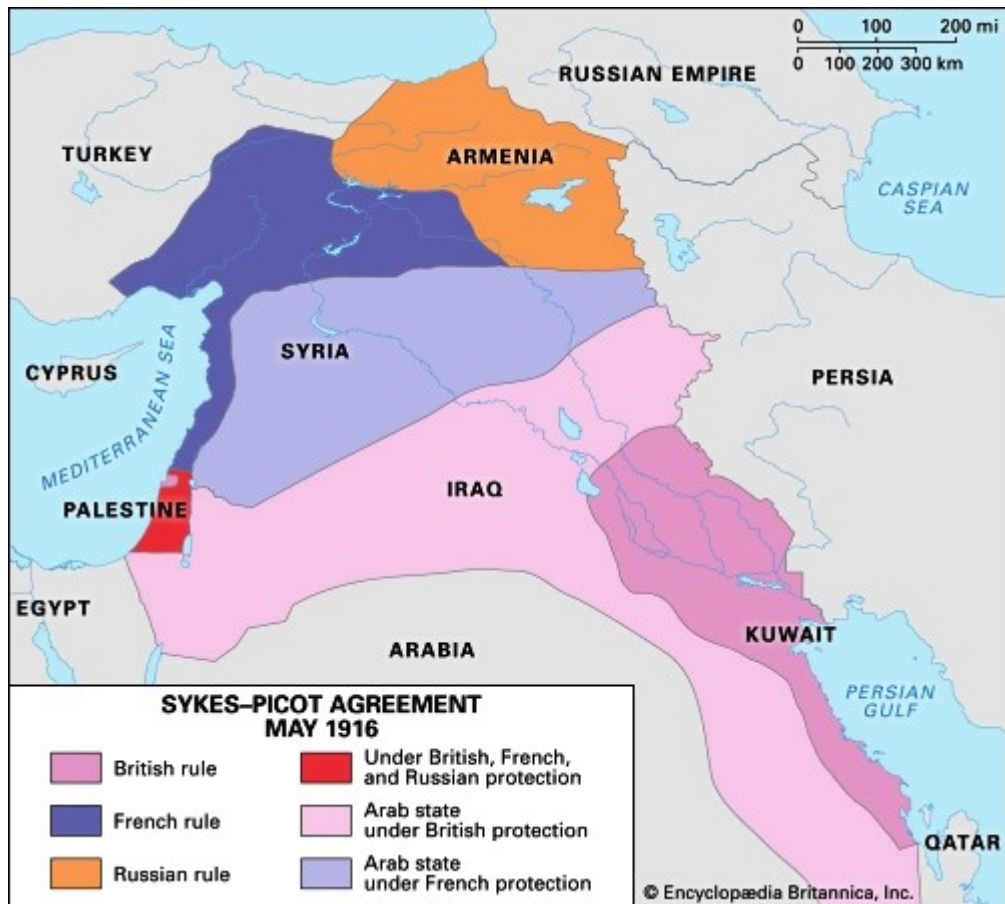 0 100 200 mi
0 100 200 300 km
RUSSIAN EMPIRE
TURKEY
ARMENIA
CASPIAN
SEA
SYRIA
CYPRUS
PERSIA
MEDITERRANEAN SEA
IRAQ
PALESTINE
EGYPT
KUWAIT
ARABIA
PERSIAN
GULF
QATAR
SYKES–PICOT AGREEMENT
MAY 1916
British rule
French rule
Russian rule
Under British, French,
and Russian protection
Arab state
under British protection
Arab state
under French protection
© Encyclopædia Britannica, Inc.